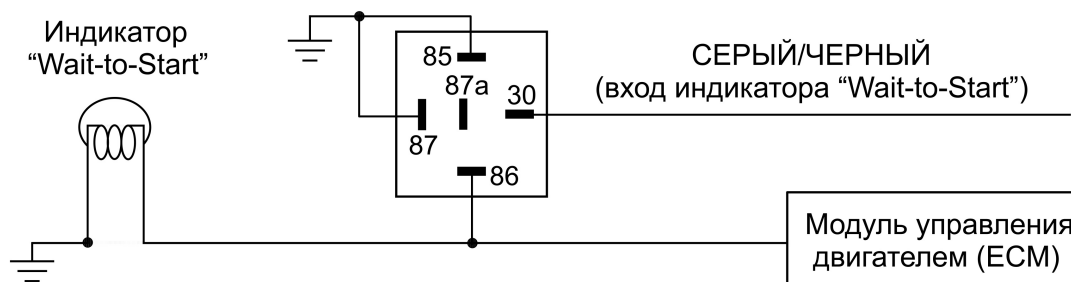 Индикатор
“Wait-to-Start”
85
87a
30
87
86
СЕРЫЙ/ЧЕРНЫЙ
(вход индикатора “Wait-to-Start”)
Модуль управления
двигателем (ECM)